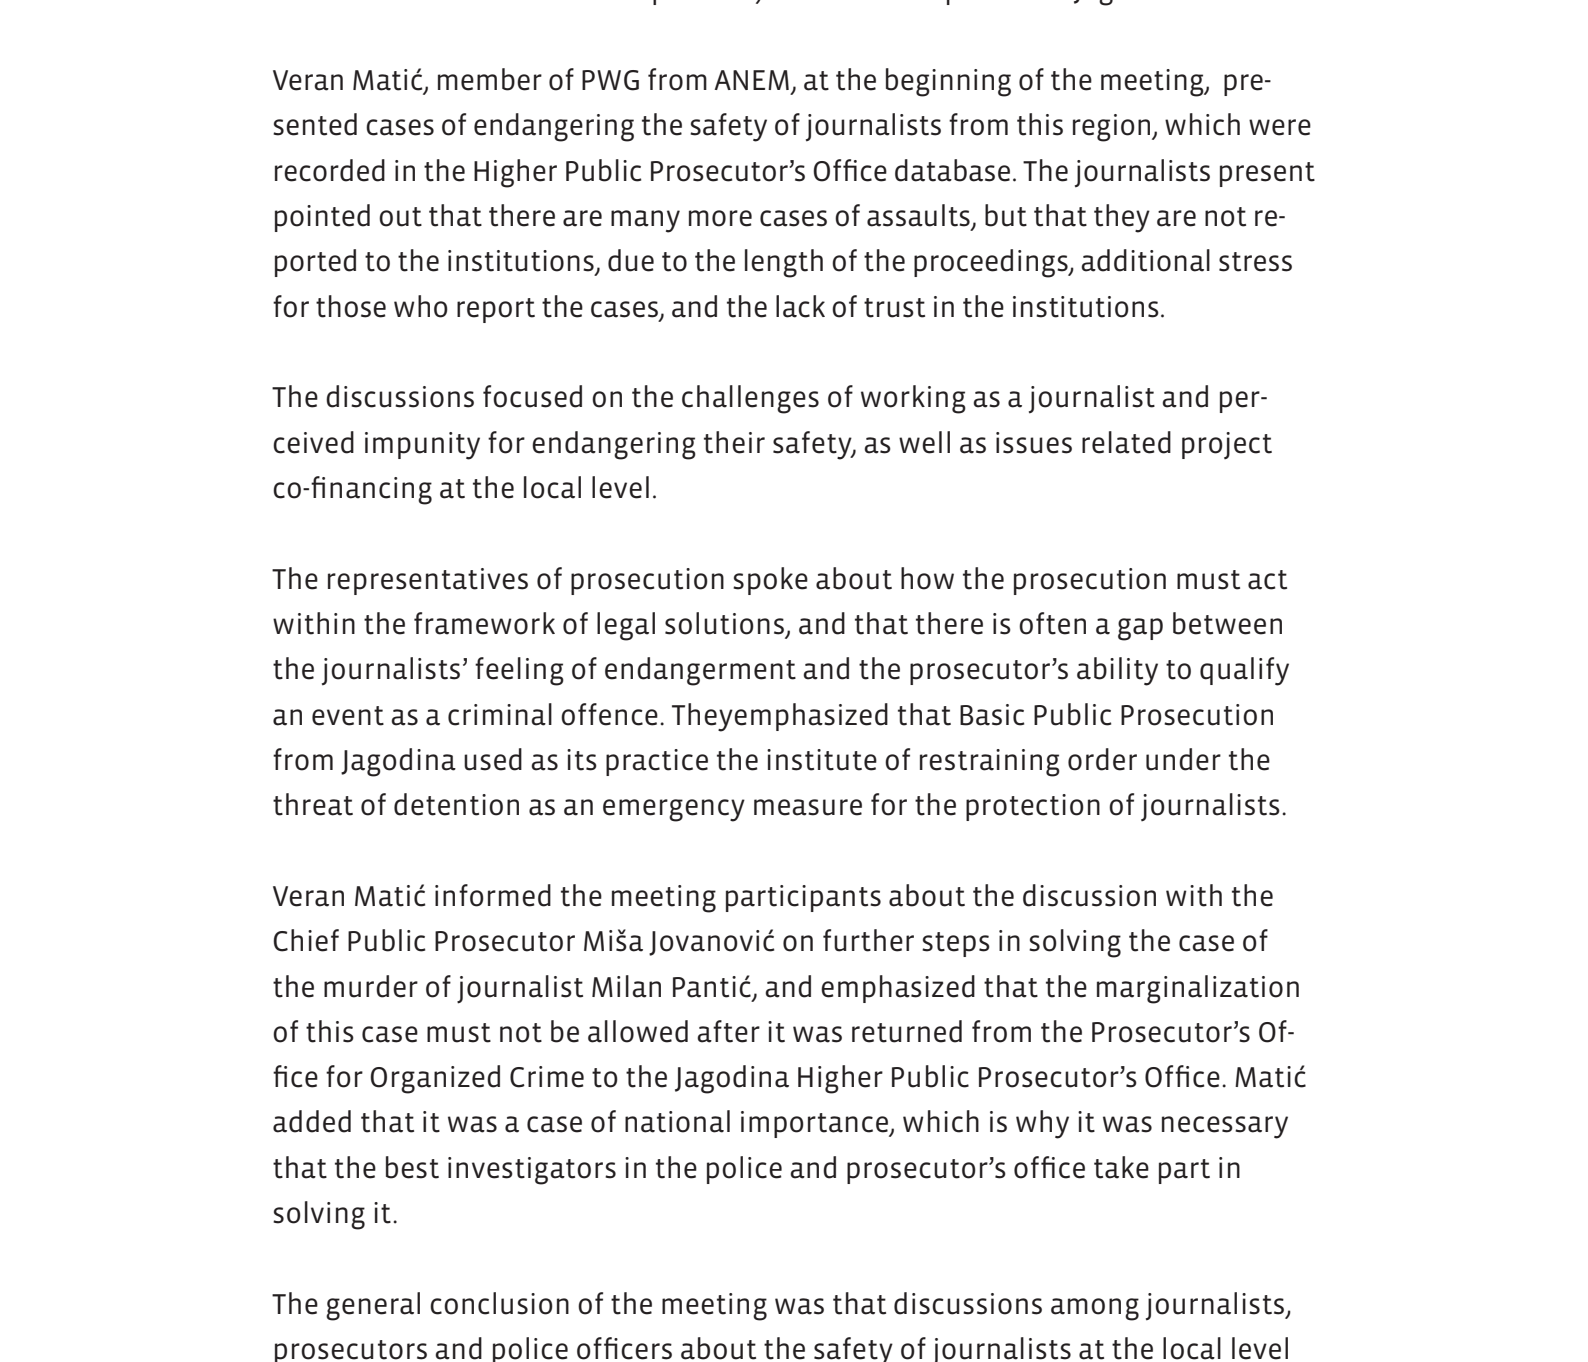 Veran Matić, member of PWG from ANEM, at the beginning of the meeting,  pre-
sented cases of endangering the safety of journalists from this region, which were
recorded in the Higher Public Prosecutor’s Office database. The journalists present
pointed out that there are many more cases of assaults, but that they are not re-
ported to the institutions, due to the length of the proceedings, additional stress
for those who report the cases, and the lack of trust in the institutions.
The discussions focused on the challenges of working as a journalist and per-
ceived impunity for endangering their safety, as well as issues related project
co-financing at the local level.
The representatives of prosecution spoke about how the prosecution must act
within the framework of legal solutions, and that there is often a gap between
the journalists’ feeling of endangerment and the prosecutor’s ability to qualify
an event as a criminal offence. Theyemphasized that Basic Public Prosecution
from Jagodina used as its practice the institute of restraining order under the
threat of detention as an emergency measure for the protection of journalists.
Veran Matić informed the meeting participants about the discussion with the
Chief Public Prosecutor Miša Jovanović on further steps in solving the case of
the murder of journalist Milan Pantić, and emphasized that the marginalization
of this case must not be allowed after it was returned from the Prosecutor’s Of-
fice for Organized Crime to the Jagodina Higher Public Prosecutor’s Office. Matić
added that it was a case of national importance, which is why it was necessary
that the best investigators in the police and prosecutor’s office take part in
solving it.
The general conclusion of the meeting was that discussions among journalists,
prosecutors and police officers about the safety of journalists at the local level